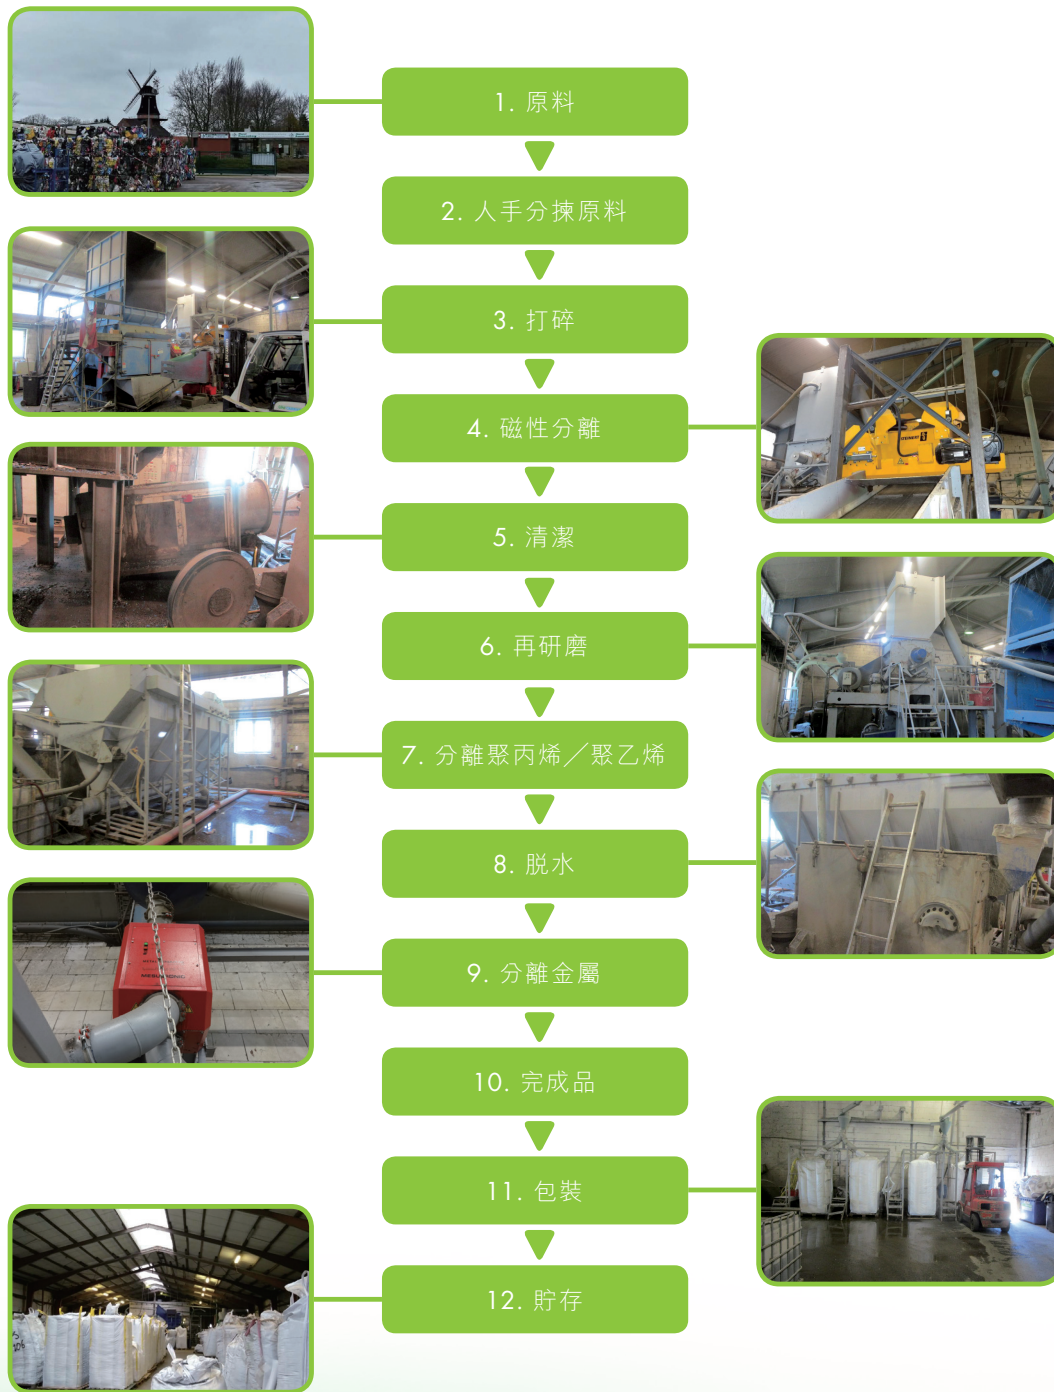 1. 原料
2. 人手分揀原料
3. 打碎
4. 磁性分離
5. 清潔
6. 再研磨
7. 分離聚丙烯／聚乙烯
8. 脱水
9. 分離金屬
10. 完成品
11. 包裝
12. 貯存